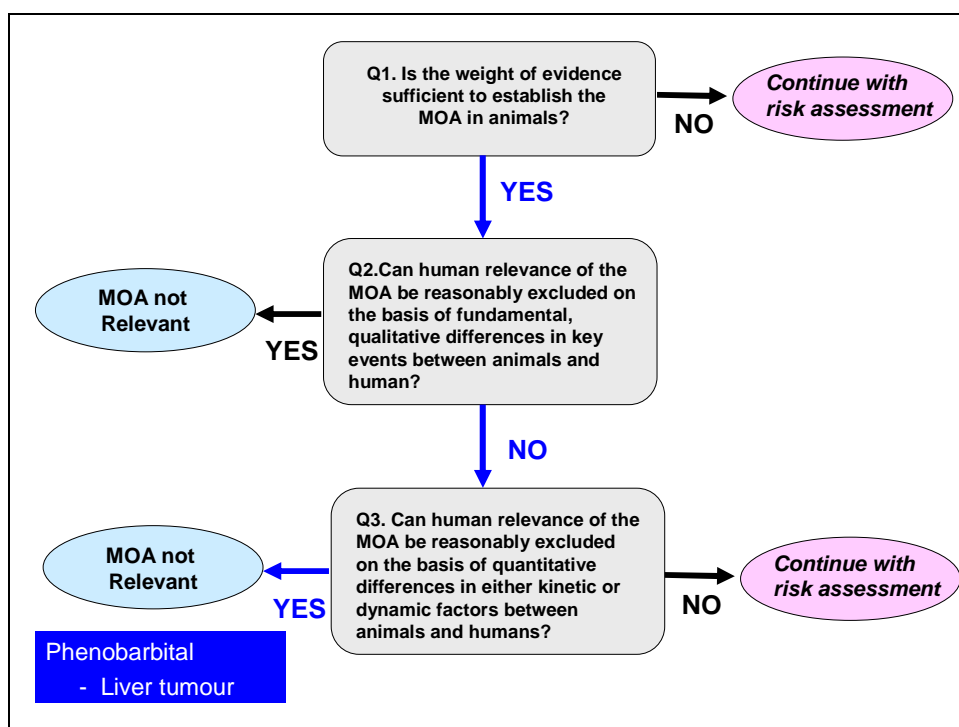 Q1. Is the weight of evidence
sufficient to establish the
MOA in animals?
NO
Continue with
risk assessment
YES
Q2.Can human relevance of the
MOA be reasonably excluded on
the basis of fundamental,
qualitative differences in key
events between animals and
human?
MOA not
Relevant
YES
NO
Q3. Can human relevance of the
MOA be reasonably excluded
on the basis of quantitative
differences in either kinetic or
dynamic factors between
animals and humans?
MOA not
Relevant
YES
NO
Continue with
risk assessment
Phenobarbital
- Liver tumour